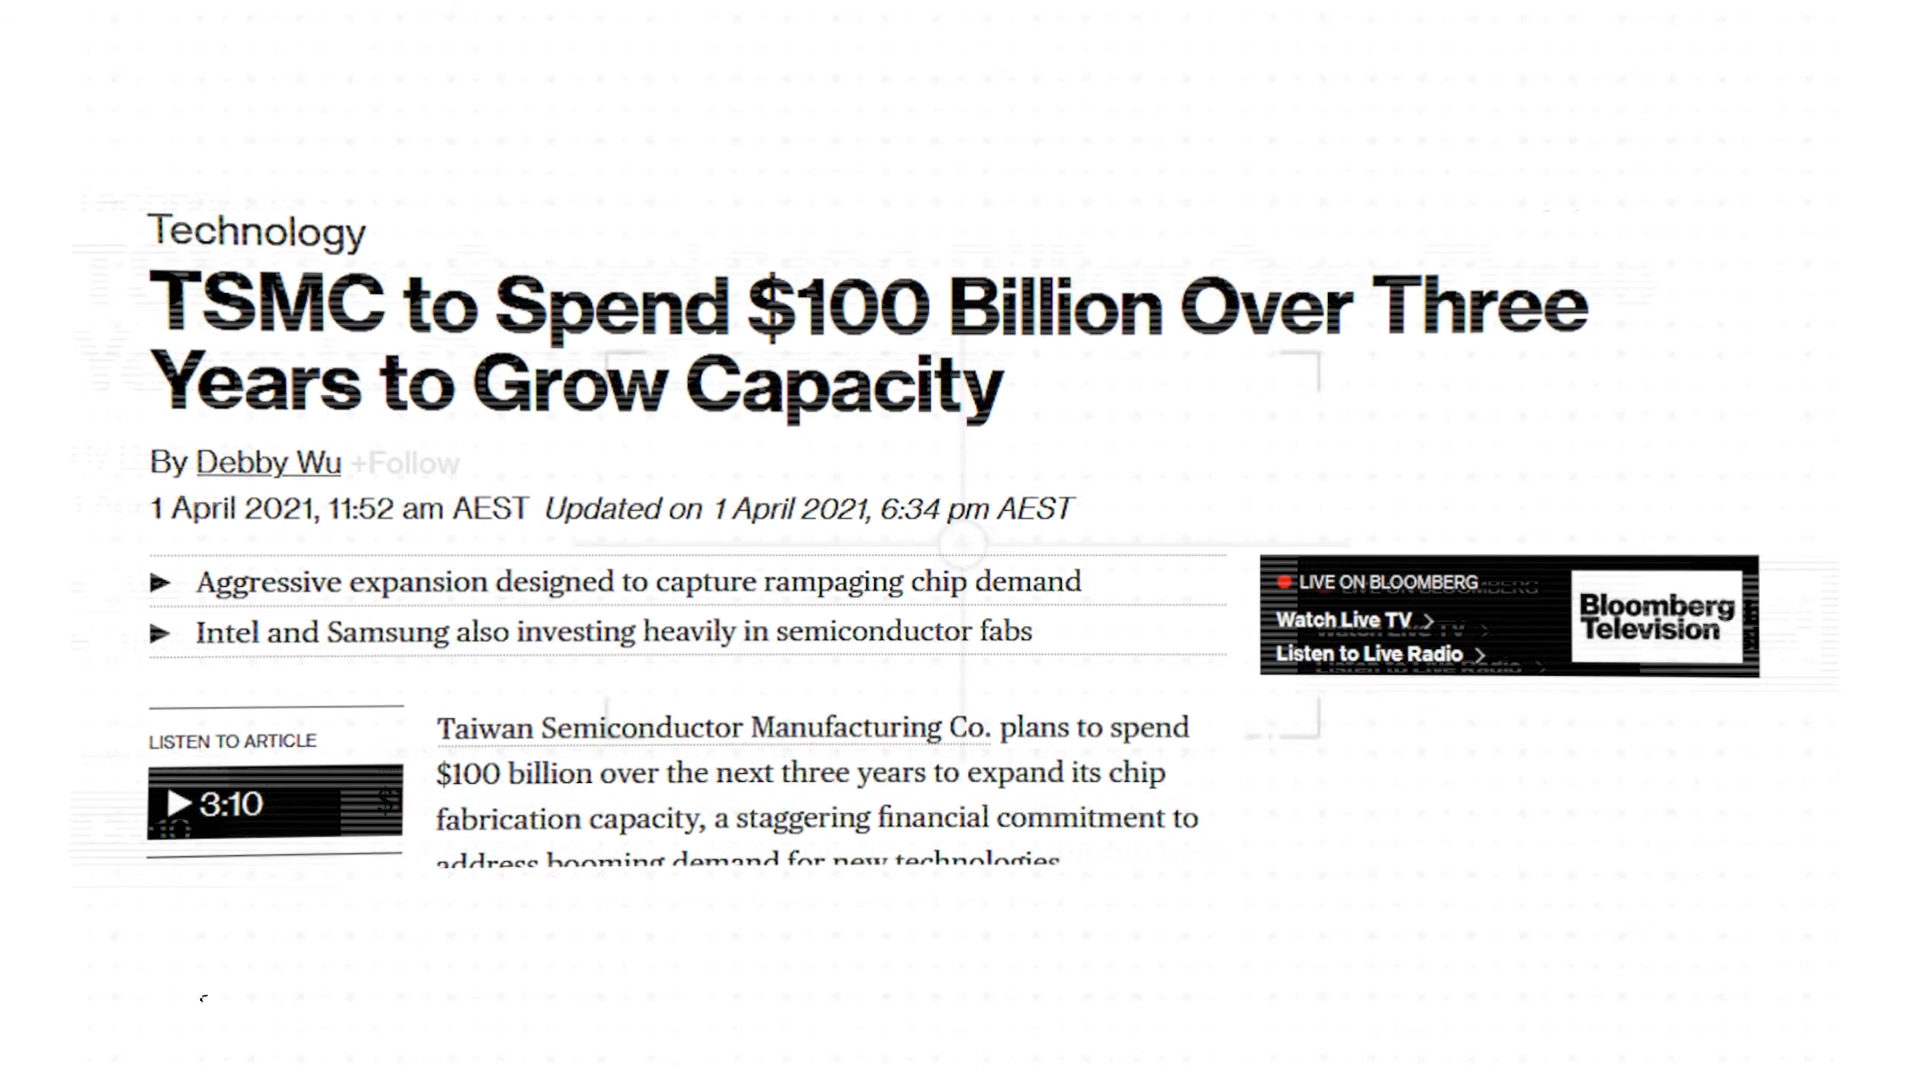 Technology
TSMC to Spend $100 Billion Over Three
Years to Grow Capacity
By Debby Wu +Follow
1 April 2021, 11:52 am AEST Updated on 1 April 2021, 6:34 pm AEST
Aggressive expansion designed to capture rampaging chip demand
Intel and Samsung also investing heavily in semiconductor fabs
LIVE ON BLOOMBERG
Watch Live TV >
Listen to Live Radio >
Bloomberg
Television
LISTEN TO ARTICLE
3:10
Taiwan Semiconductor Manufacturing Co. plans to spend
$100 billion over the next three years to expand its chip
fabrication capacity, a staggering financial commitment to
address booming demand for new technologies.